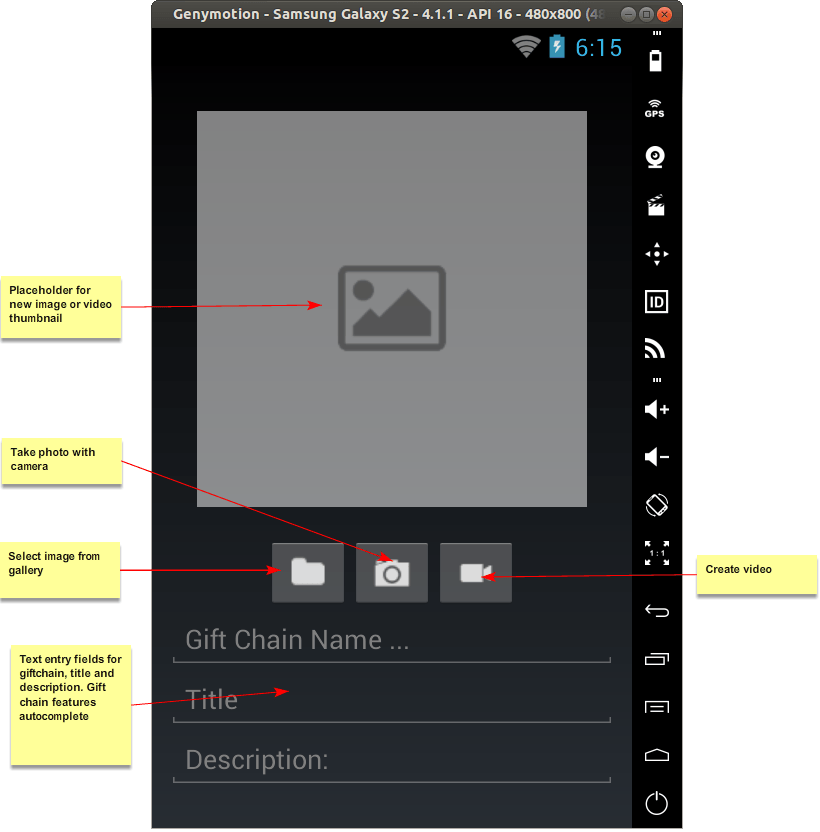 Genymotion - Samsung Galaxy S2 - 4.1.1 - API 16 - 480x800 (48
6:15
GPS
ID
Placeholder for
new image or video
thumbnail
Take photo with
camera
Select image from
gallery
1:1
Create video
Gift Chain Name ...
Text entry fields for
giftchain, title and
description. Gift
chain features
autocomplete
Title
Description: